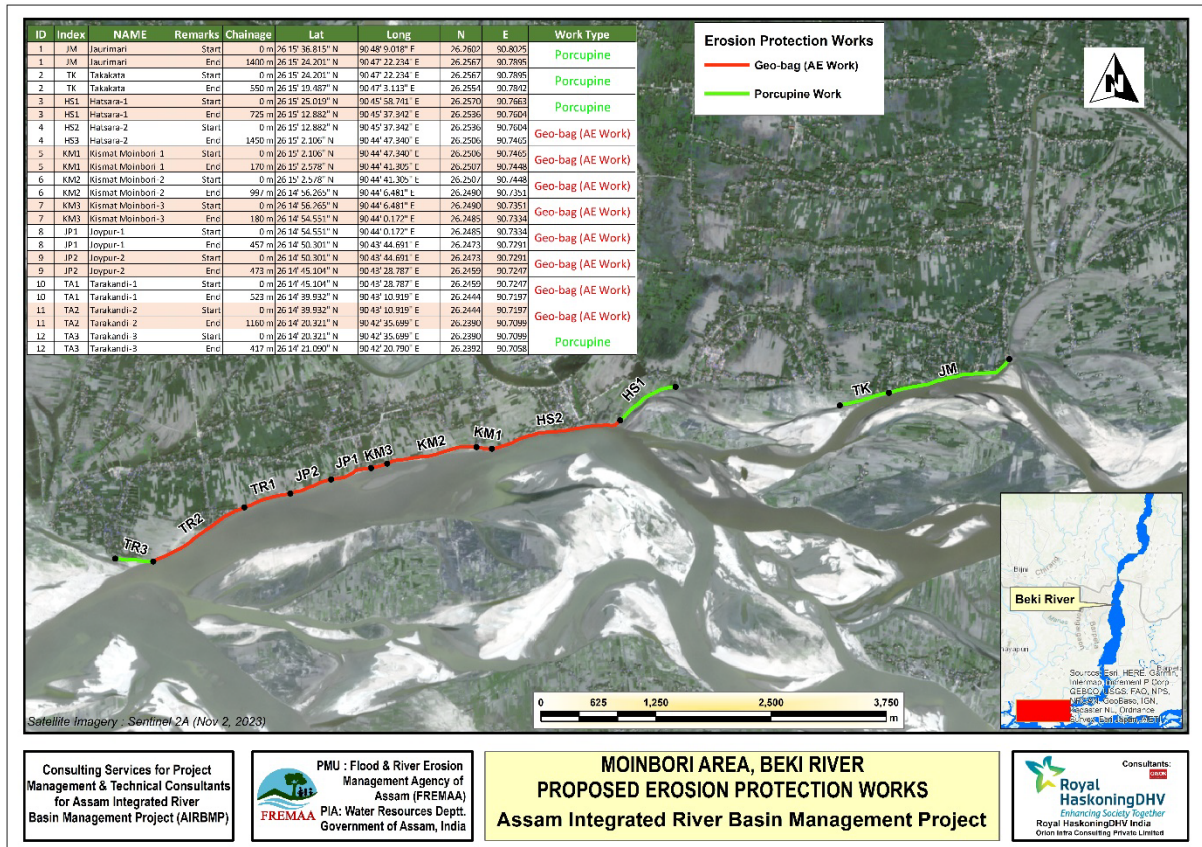 ID Index NAME Remarks Chainage Lat Long N E Work Type
1 JM Jaurimari Start 0 m 26 15' 36.815" N 90 48' 9.018" E 26.2602 90.8025 Porcupine
1 JM Jaurimari End 1400 m 26 15' 24.201" N 90 47' 22.234" E 26.2567 90.7895
2 TK Takakata Start 0 m 26 15' 24.201" N 90 47' 22.234" E 26.2567 90.7895 Porcupine
2 TK Takakata End 550 m 26 15' 19.487" N 90 47' 3.113" E 26.2554 90.7842
3 HS1 Hatsara-1 Start 0 m 26 15' 25.019" N 90 45' 58.741" E 26.2570 90.7663 Porcupine
3 HS1 Hatsara-1 End 725 m 26 15' 12.882" N 90 45' 37.342" E 26.2536 90.7604
4 HS2 Hatsara-2 Start 0 m 26 15' 12.882" N 90 45' 37.342" E 26.2536 90.7604 Geo-bag (AE Work)
4 HS3 Hatsara-2 End 1450 m 26 15' 2.106" N 90 44' 47.340" E 26.2506 90.7465
5 KM1 Kismat Moinbori-1 Start 0 m 26 15' 2.106" N 90 44' 47.340" E 26.2506 90.7465 Geo-bag (AE Work)
5 KM1 Kismat Moinbori-1 End 170 m 26 15' 2.578" N 90 44' 41.305" E 26.2507 90.7448
6 KM2 Kismat Moinbori-2 Start 0 m 26 15' 2.578" N 90 44' 41.305" E 26.2507 90.7448 Geo-bag (AE Work)
6 KM2 Kismat Moinbori-2 End 997 m 26 14' 56.265" N 90 44' 6.481" E 26.2490 90.7351
7 KM3 Kismat Moinbori-3 Start 0 m 26 14' 56.265" N 90 44' 6.481" E 26.2490 90.7351 Geo-bag (AE Work)
7 KM3 Kismat Moinbori-3 End 180 m 26 14' 54.551" N 90 44' 0.172" E 26.2485 90.7334
8 JP1 Joypur-1 Start 0 m 26 14' 54.551" N 90 44' 0.172" E 26.2485 90.7334 Geo-bag (AE Work)
8 JP1 Joypur-1 End 457 m 26 14' 50.301" N 90 43' 44.691" E 26.2473 90.7291
9 JP2 Joypur-2 Start 0 m 26 14' 50.301" N 90 43' 44.691" E 26.2473 90.7291 Geo-bag (AE Work)
9 JP2 Joypur-2 End 473 m 26 14' 45.104" N 90 43' 28.787" E 26.2459 90.7247
10 TA1 Tarakandi-1 Start 0 m 26 14' 45.104" N 90 43' 28.787" E 26.2459 90.7247 Geo-bag (AE Work)
10 TA1 Tarakandi-1 End 523 m 26 14' 39.932" N 90 43' 10.919" E 26.2444 90.7197
11 TA2 Tarakandi-2 Start 0 m 26 14' 39.932" N 90 43' 10.919" E 26.2444 90.7197 Geo-bag (AE Work)
11 TA2 Tarakandi-2 End 1160 m 26 14' 20.321" N 90 42' 35.699" E 26.2390 90.7099
12 TA3 Tarakandi-3 Start 0 m 26 14' 20.321" N 90 42' 35.699" E 26.2390 90.7099 Porcupine
12 TA3 Tarakandi-3 End 417 m 26 14' 21.090" N 90 42' 20.790" E 26.2392 90.7058
Erosion Protection Works
Geo-bag (AE Work)
Porcupine Work
N
HS1
TK
JM
HS2
KM1
KM2
KM3
JP1
JP2
TR1
TR2
TR3
Bijni
Chirang
Beki River
Manas
Barpeta
Sources: Esri, HERE, Garmin,
Intermap, increment P Corp.,
GEBCO, USGS, FAO, NPS,
GeoBase, IGN,
Kadaster NL, Ordnance
Survey, Esri Japan, METI
0 625 1,250 2,500 3,750
m
Satellite Imagery : Sentinel 2A (Nov 2, 2023)
Consulting Services for Project
Management & Technical Consultants
for Assam Integrated River
Basin Management Project (AIRBMP)
FREMAA
PMU : Flood & River Erosion
Management Agency of
Assam (FREMAA)
PIA: Water Resources Deptt.
Government of Assam, India
MOINBORI AREA, BEKI RIVER
PROPOSED EROSION PROTECTION WORKS
Assam Integrated River Basin Management Project
Consultants:
ORION
Royal
HaskoningDHV
Enhancing Society Together
Royal HaskoningDHV India
Orion Infra Consulting Private Limited